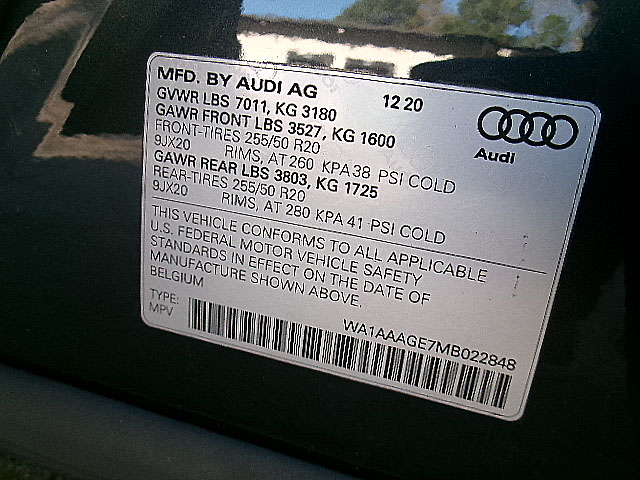 MFD. BY AUDI AG 12 20
GVWR LBS 7011, KG 3180
GAWR FRONT LBS 3527, KG 1600
FRONT-TIRES 255/50 R20
9JX20 RIMS, AT 260 KPA 38 PSI COLD
GAWR REAR LBS 3803, KG 1725
REAR-TIRES 255/50 R20
9JX20 RIMS, AT 280 KPA 41 PSI COLD
Audi
THIS VEHICLE CONFORMS TO ALL APPLICABLE
U.S. FEDERAL MOTOR VEHICLE SAFETY
STANDARDS IN EFFECT ON THE DATE OF
MANUFACTURE SHOWN ABOVE.
BELGIUM
TYPE:
MPV
WA1AAAGE7MB022848